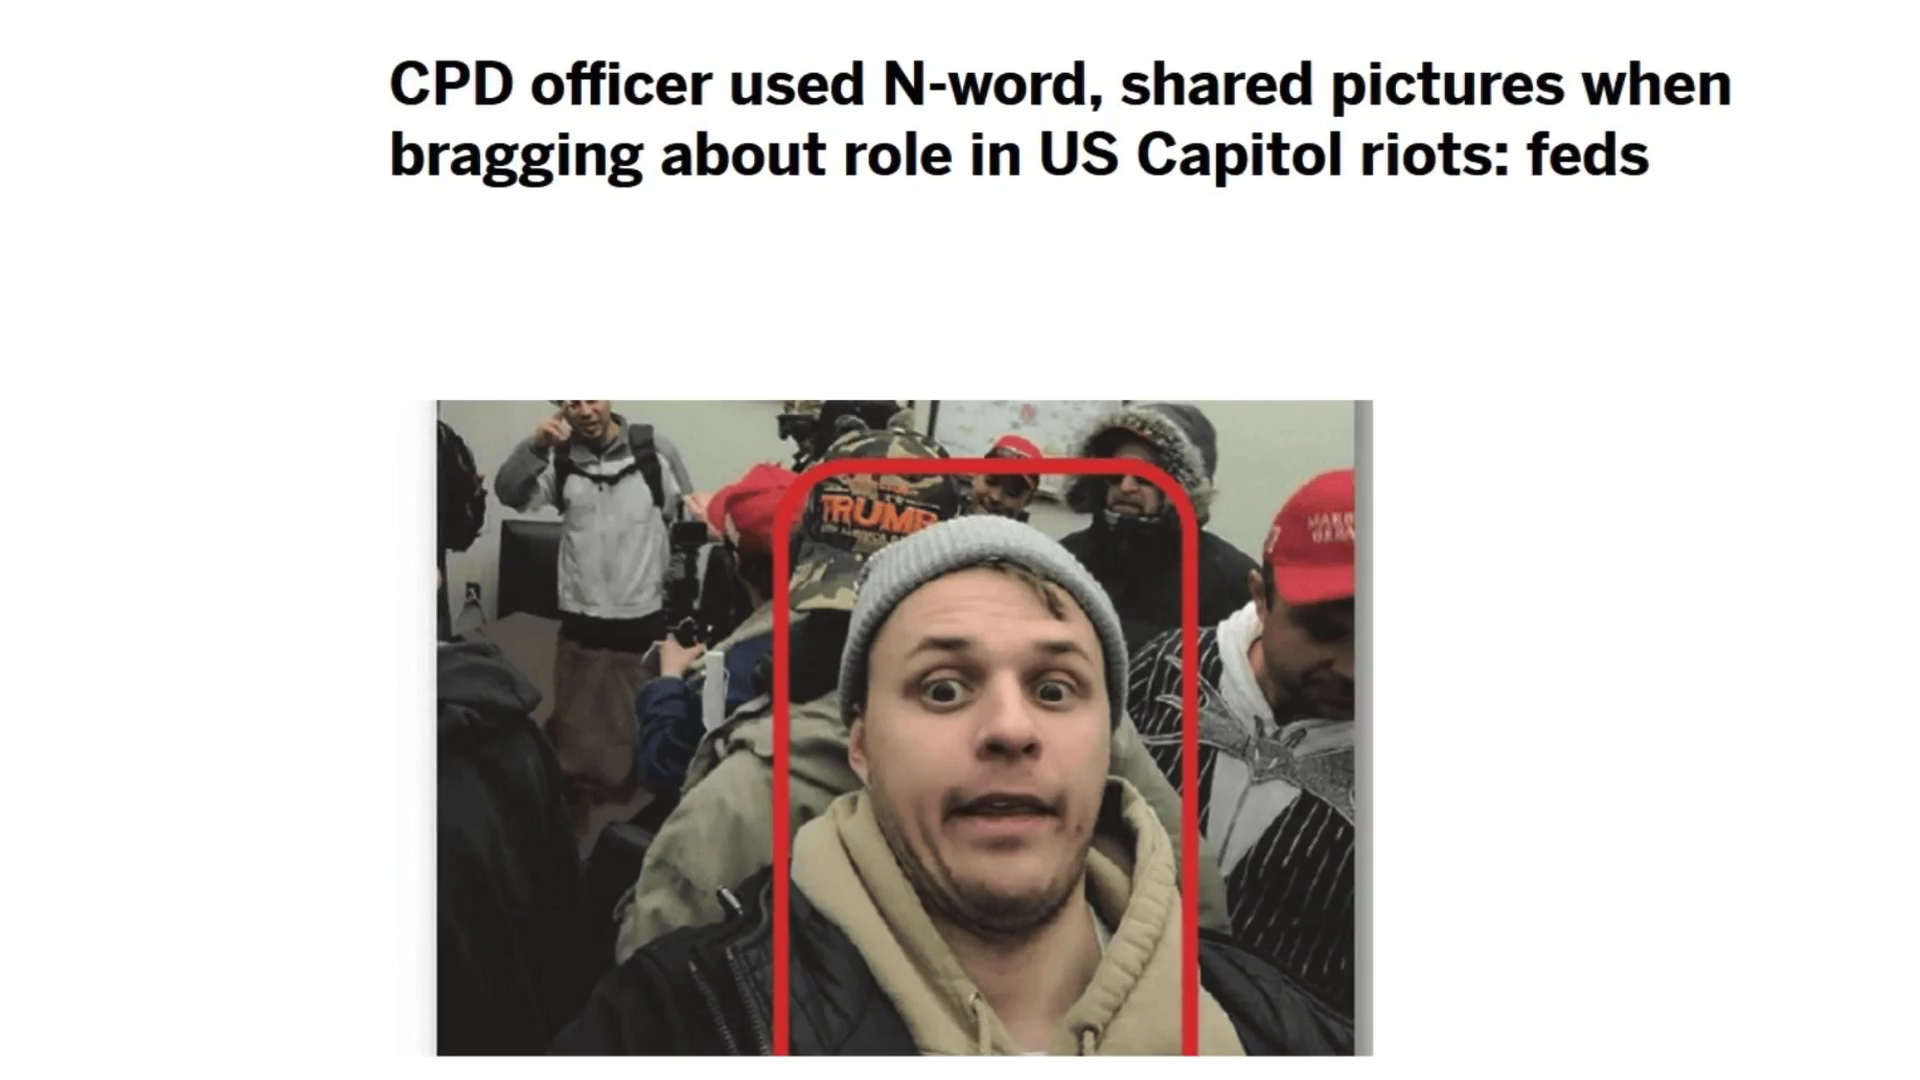 CPD officer used N-word, shared pictures when
bragging about role in US Capitol riots: feds
TRUMP